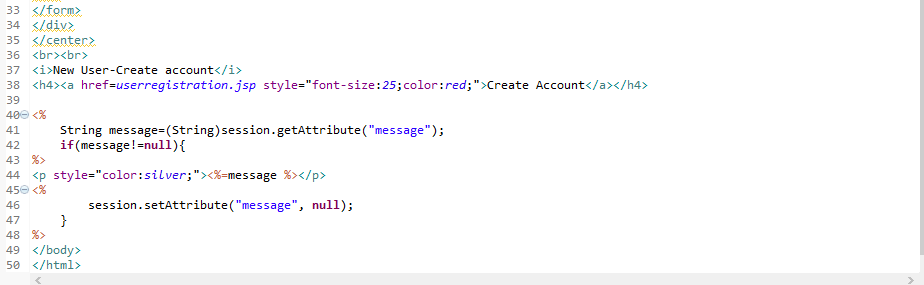 33 </form>
34 </div>
35 </center>
36 <br><br>
37 <i>New User-Create account</i>
38 <h4><a href=userregistration.jsp style="font-size:25;color:red;">Create Account</a></h4>
39
40 <%
41     String message=(String)session.getAttribute("message");
42     if(message!=null){
43 %>
44 <p style="color:silver;"><%=message %></p>
45 <%
46         session.setAttribute("message", null);
47     }
48 %>
49 </body>
50 </html>